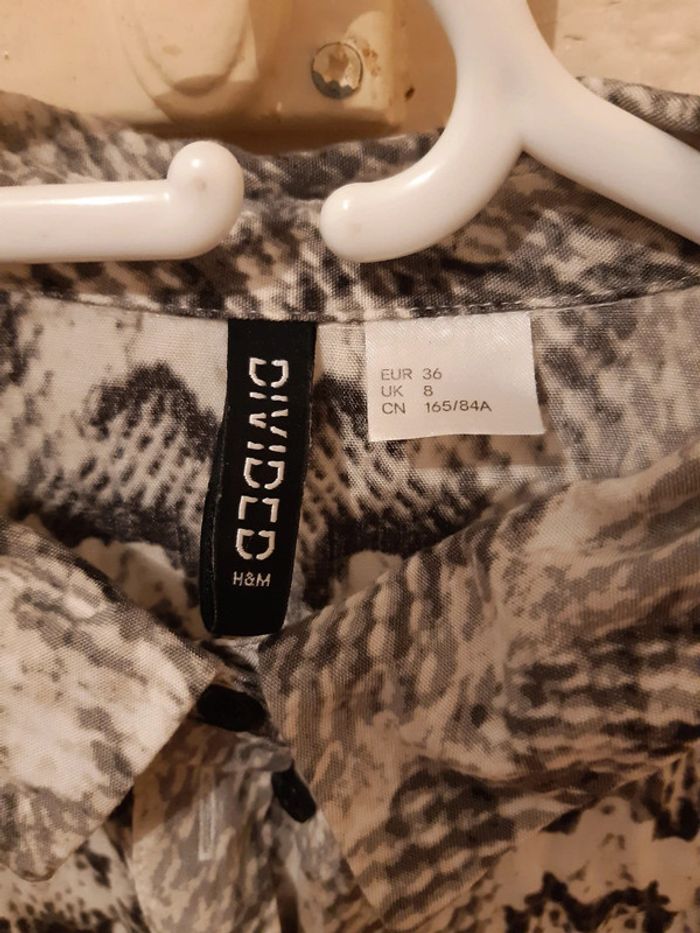 DIVIDED
H&M
EUR 36
UK 8
CN 165/84A